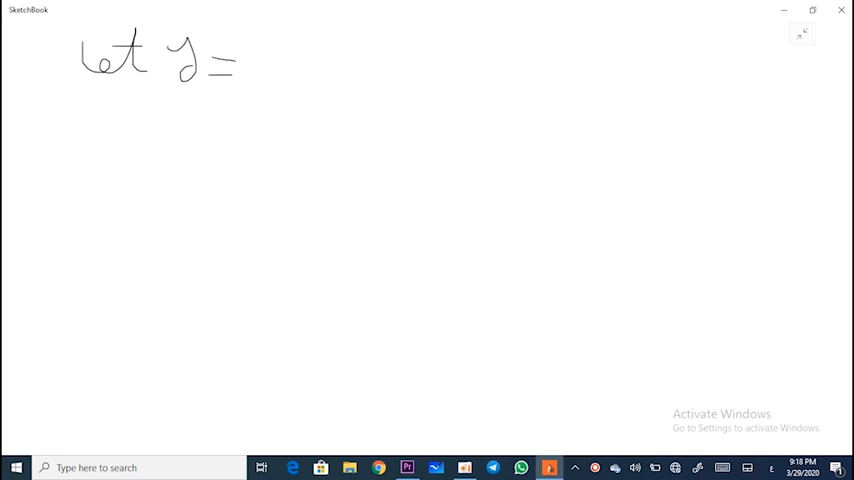 SketchBook
Let y =
Activate Windows
Go to Settings to activate Windows.
Type here to search
9:18 PM
3/29/2020